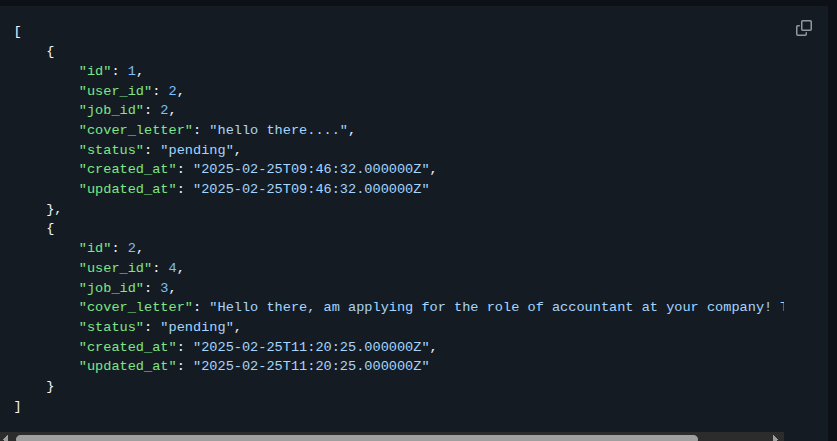 [
    {
        "id": 1,
        "user_id": 2,
        "job_id": 2,
        "cover_letter": "hello there....",
        "status": "pending",
        "created_at": "2025-02-25T09:46:32.000000Z",
        "updated_at": "2025-02-25T09:46:32.000000Z"
    },
    {
        "id": 2,
        "user_id": 4,
        "job_id": 3,
        "cover_letter": "Hello there, am applying for the role of accountant at your company!
        "status": "pending",
        "created_at": "2025-02-25T11:20:25.000000Z",
        "updated_at": "2025-02-25T11:20:25.000000Z"
    }
]